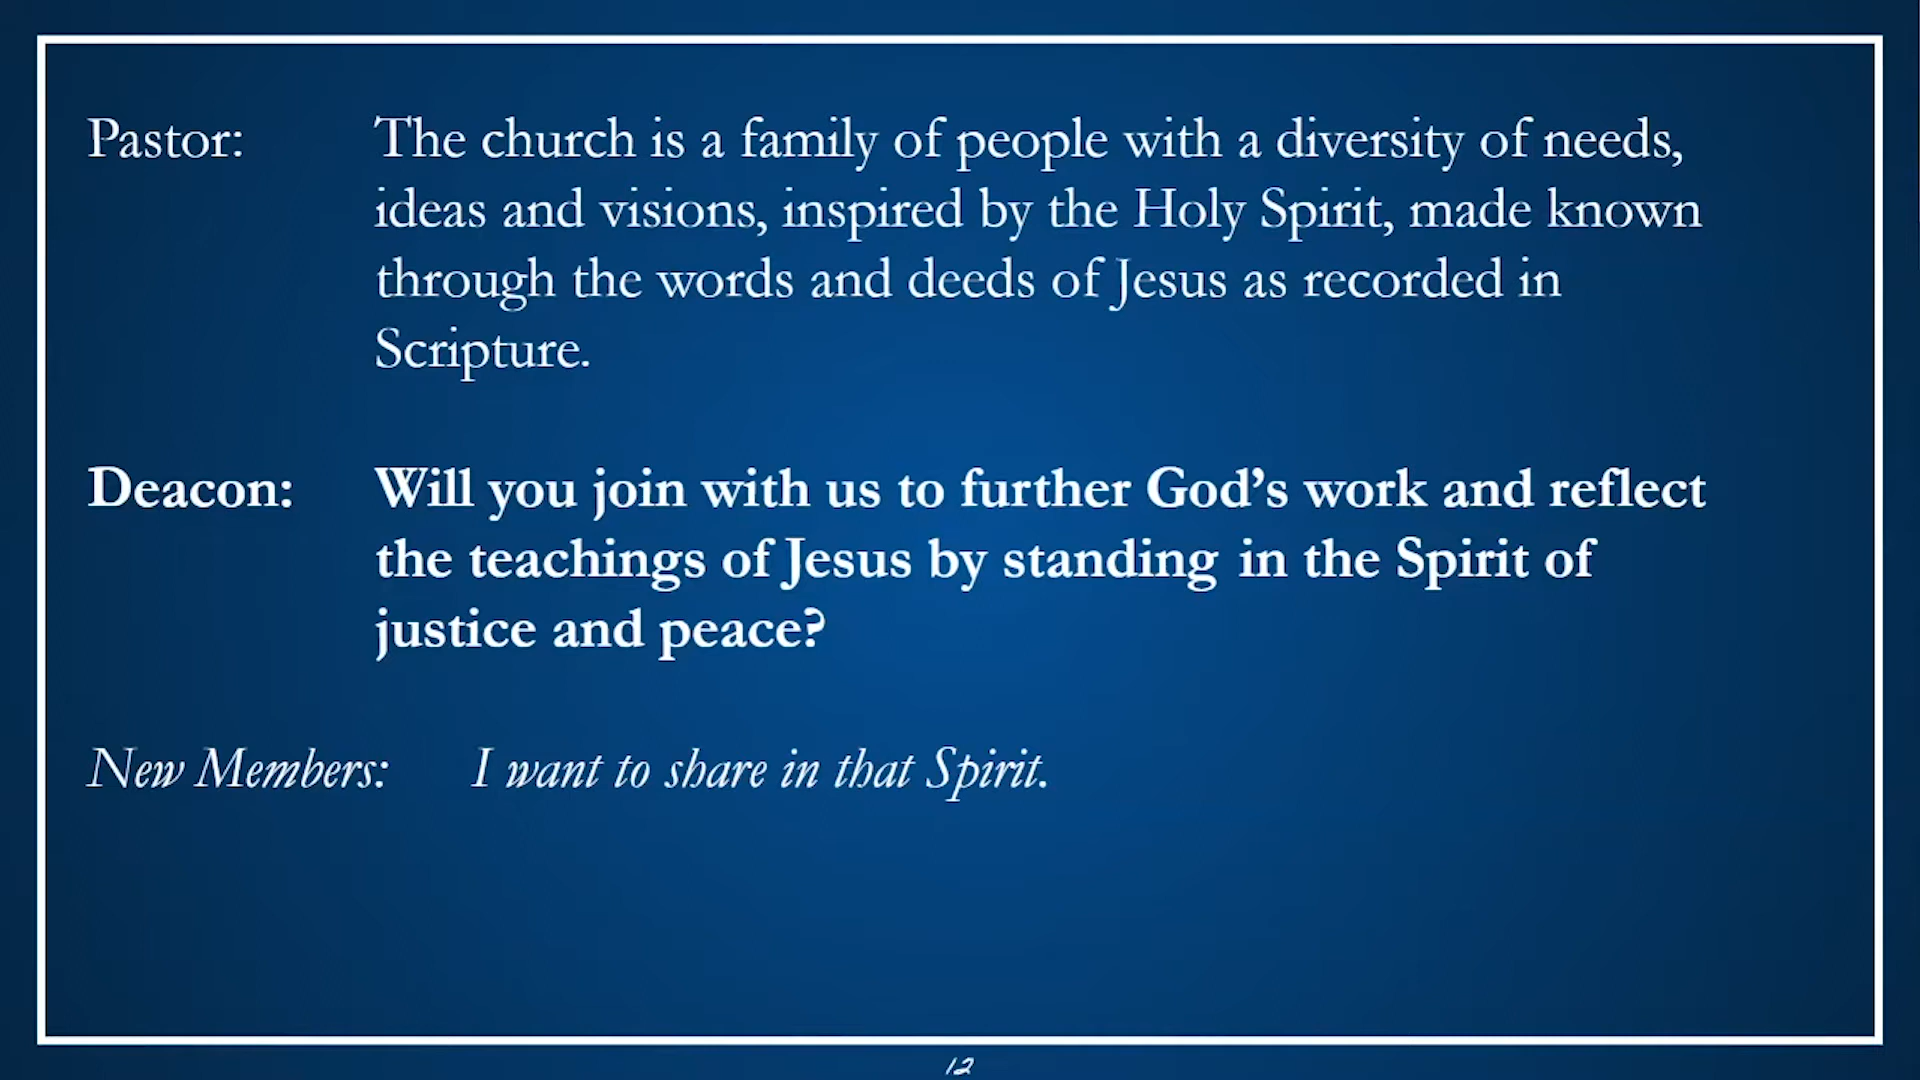 Pastor: The church is a family of people with a diversity of needs,
ideas and visions, inspired by the Holy Spirit, made known
through the words and deeds of Jesus as recorded in
Scripture.
Deacon: Will you join with us to further God’s work and reflect
the teachings of Jesus by standing in the Spirit of
justice and peace?
New Members: I want to share in that Spirit.
12